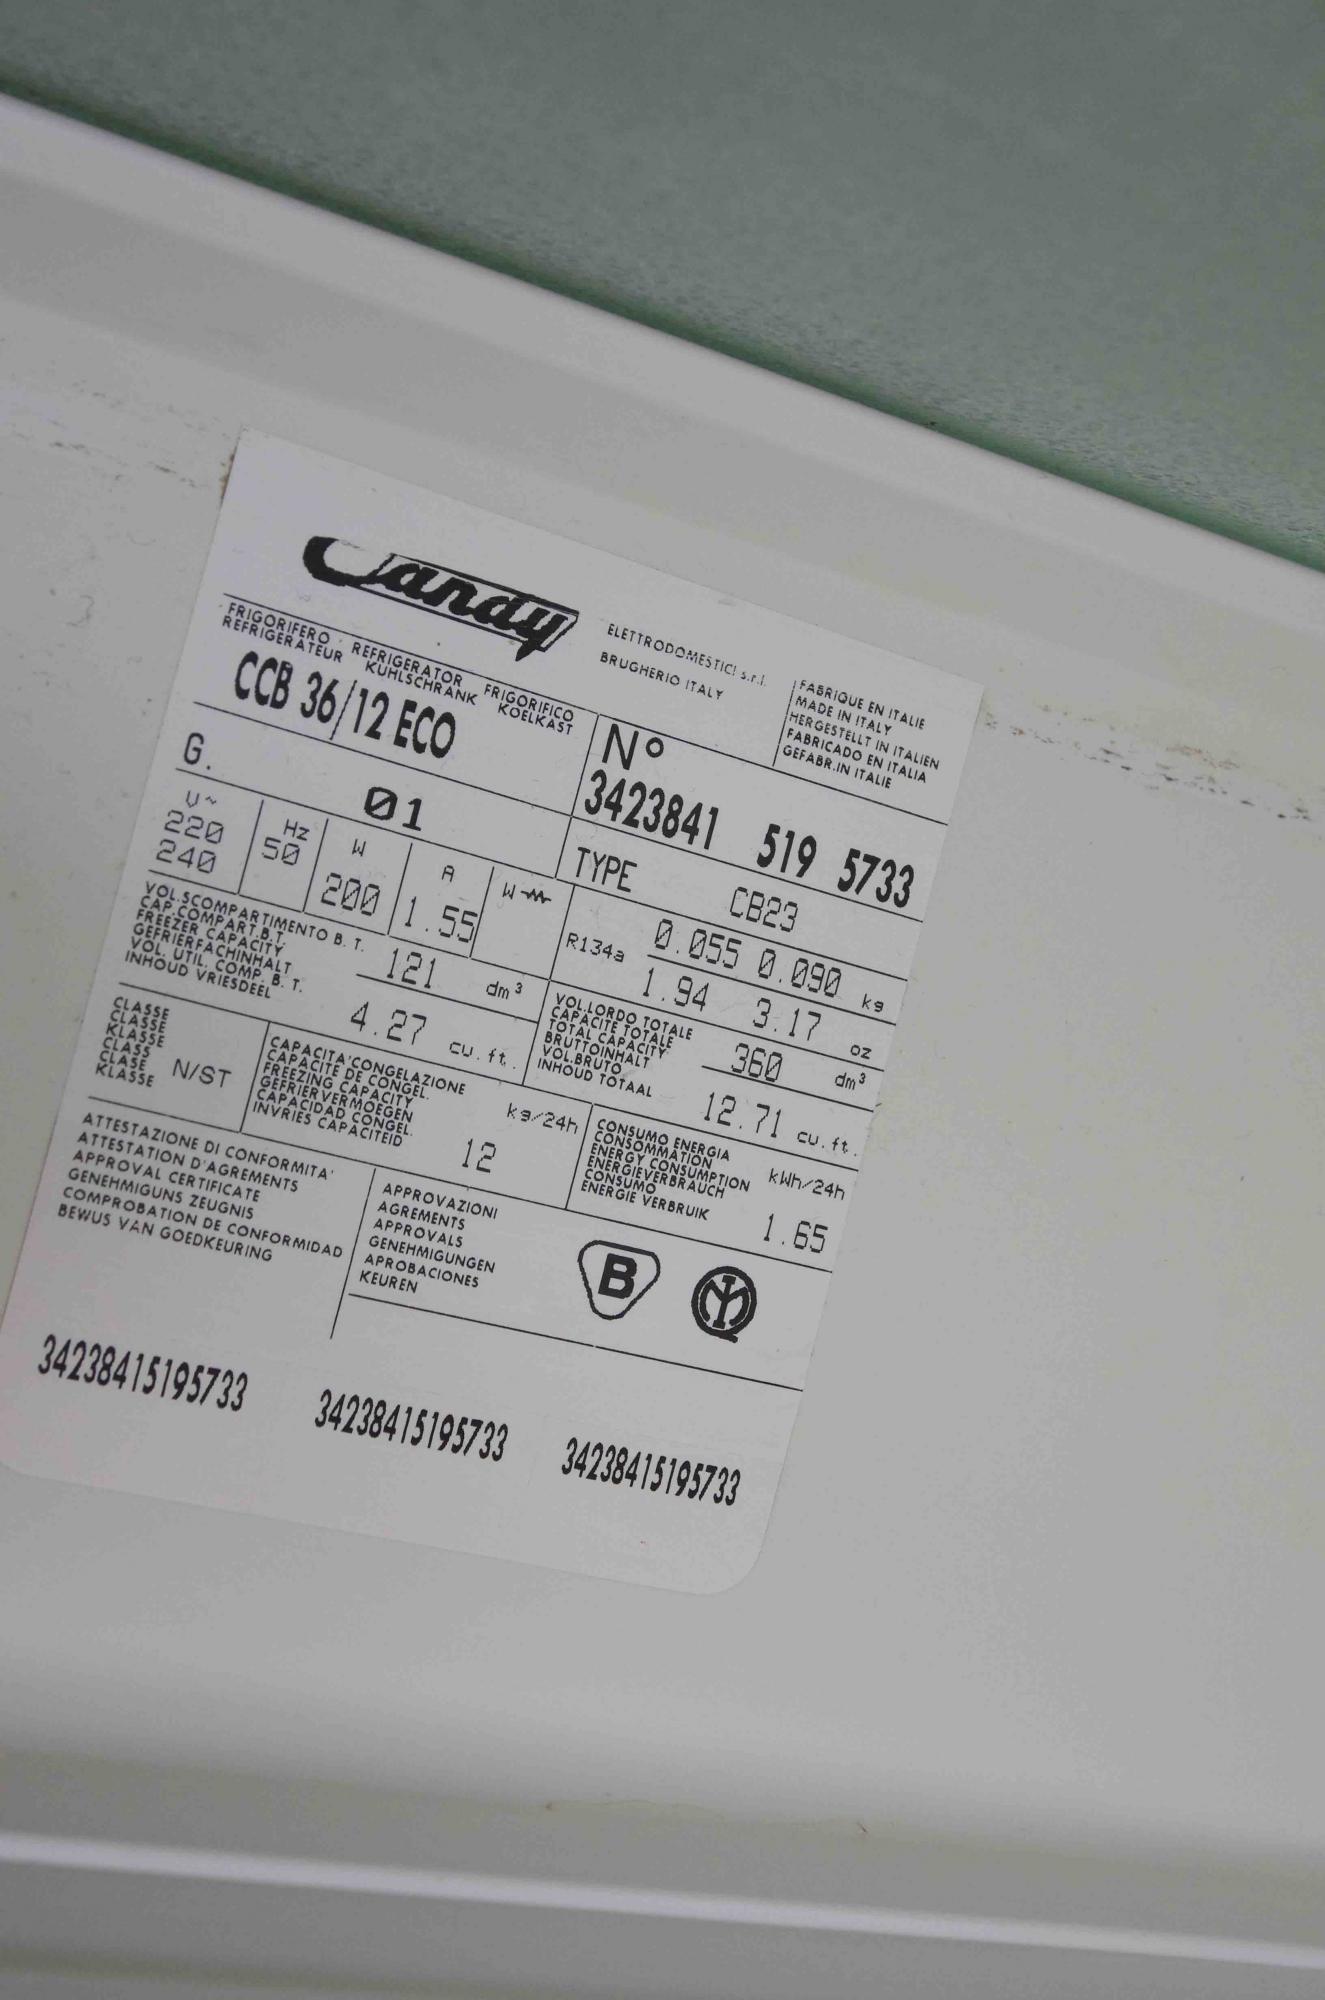 Candy
ELETTRODOMESTICI s.r.l.
BRUGHERIO ITALY
FABRIQUE EN ITALIE
MADE IN ITALY
HERGESTELLT IN ITALIEN
FABRICADO EN ITALIA
GEFABR.IN ITALIE
FRIGORIFERO · REFRIGERATOR FRIGORIFICO
REFRIGERATEUR KUHLSCHRANK KOELKAST
CCB 36/12 ECO
N°
3423841 519 5733
G. 01
TYPE CB23
V~
220
240
Hz
50
W
200
A
1.55
W
R134a
0.055 0.090 kg
1.94 3.17 oz
VOL.SCOMPARTIMENTO B. T.
CAP.COMPART.B.T.
FREEZER CAPACITY
GEFRIERFACHINHALT
VOL. UTIL. COMP. B. T.
INHOUD VRIESDEEL
121 dm³
4.27 cu.ft.
VOL.LORDO TOTALE
CAPACITE TOTALE
TOTAL CAPACITY
BRUTTOINHALT
VOL.BRUTO
INHOUD TOTAAL
360 dm³
12.71 cu.ft.
CLASSE
CLASSE
KLASSE
CLASS
CLASE
KLASSE
N/ST
CAPACITA'CONGELAZIONE
CAPACITE DE CONGEL.
FREEZING CAPACITY
GEFRIERVERMOEGEN
CAPACIDAD CONGEL.
INVRIES CAPACITEID
kg/24h
12
CONSUMO ENERGIA
CONSOMMATION
ENERGY CONSUMPTION
ENERGIEVERBRAUCH
CONSUMO
ENERGIE VERBRUIK
kWh/24h
1.65
ATTESTAZIONE DI CONFORMITA'
ATTESTATION D'AGREMENTS
APPROVAL CERTIFICATE
GENEHMIGUNS ZEUGNIS
COMPROBATION DE CONFORMIDAD
BEWUS VAN GOEDKEURING
APPROVAZIONI
AGREMENTS
APPROVALS
GENEHMIGUNGEN
APROBACIONES
KEUREN
B
34238415195733 34238415195733 34238415195733